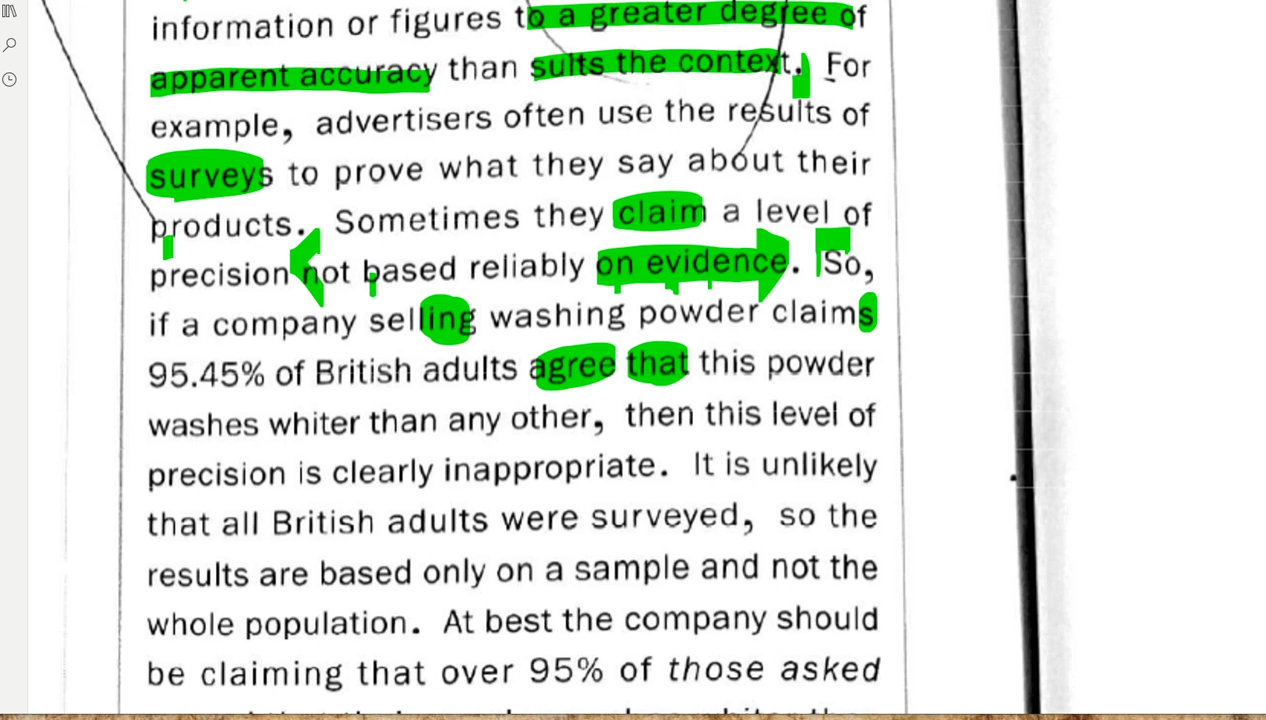 information or figures to a greater degree of
apparent accuracy than suits the context. For
example, advertisers often use the results of
surveys to prove what they say about their
products. Sometimes they claim a level of
precision not based reliably on evidence. So,
if a company selling washing powder claims
95.45% of British adults agree that this powder
washes whiter than any other, then this level of
precision is clearly inappropriate. It is unlikely
that all British adults were surveyed, so the
results are based only on a sample and not the
whole population. At best the company should
be claiming that over 95% of those asked